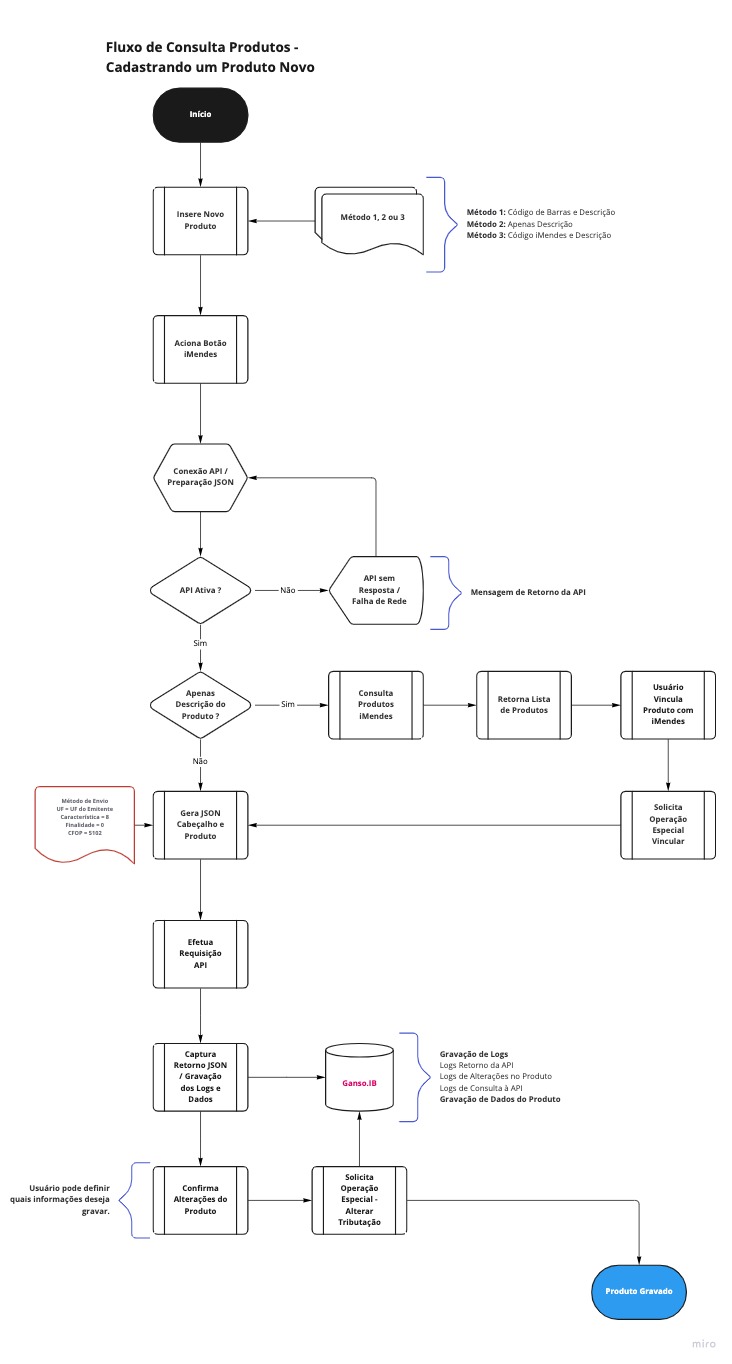 Fluxo de Consulta Produtos -
Cadastrando um Produto Novo
Início
Insere Novo
Produto
Método 1, 2 ou 3
Método 1: Código de Barras e Descrição
Método 2: Apenas Descrição
Método 3: Código iMendes e Descrição
Aciona Botão
iMendes
Conexão API /
Preparação JSON
API Ativa ?
Não
API sem
Resposta /
Falha de Rede
Mensagem de Retorno da API
Sim
Apenas
Descrição do
Produto ?
Sim
Consulta
Produtos
iMendes
Retorna Lista
de Produtos
Usuário
Vincula
Produto com
iMendes
Não
Método de Envio
UF = UF do Emitente
Característica = 8
Finalidade = 0
CFOP = 5102
Gera JSON
Cabeçalho e
Produto
Solicita
Operação
Especial
Vincular
Efetua
Requisição
API
Captura
Retorno JSON
/ Gravação
dos Logs e
Dados
Ganso.IB
Gravação de Logs
Logs Retorno da API
Logs de Alterações no Produto
Logs de Consulta à API
Gravação de Dados do Produto
Usuário pode definir
quais informações deseja
gravar.
Confirma
Alterações do
Produto
Solicita
Operação
Especial -
Alterar
Tributação
Produto Gravado
miro